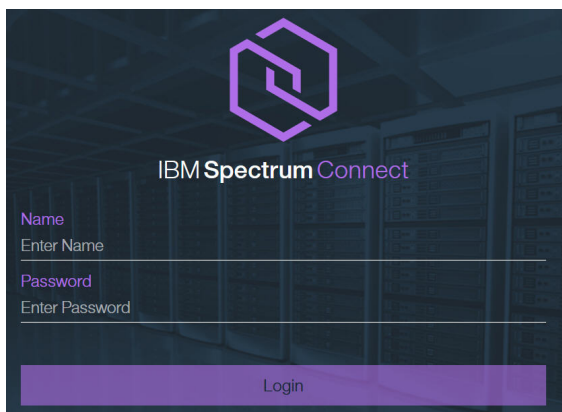 IBM Spectrum Connect
Name
Enter Name
Password
Enter Password
Login